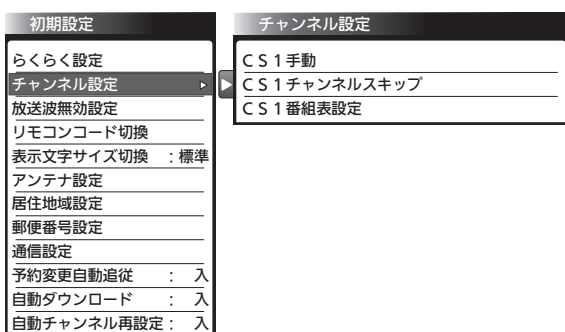 初期設定
らくらく設定
チャンネル設定
放送波無効設定
リモコンコード切換
表示文字サイズ切換 ：標準
アンテナ設定
居住地域設定
郵便番号設定
通信設定
予約変更自動追従 ： 入
自動ダウンロード ： 入
自動チャンネル再設定： 入
チャンネル設定
ＣＳ１手動
ＣＳ１チャンネルスキップ
ＣＳ１番組表設定